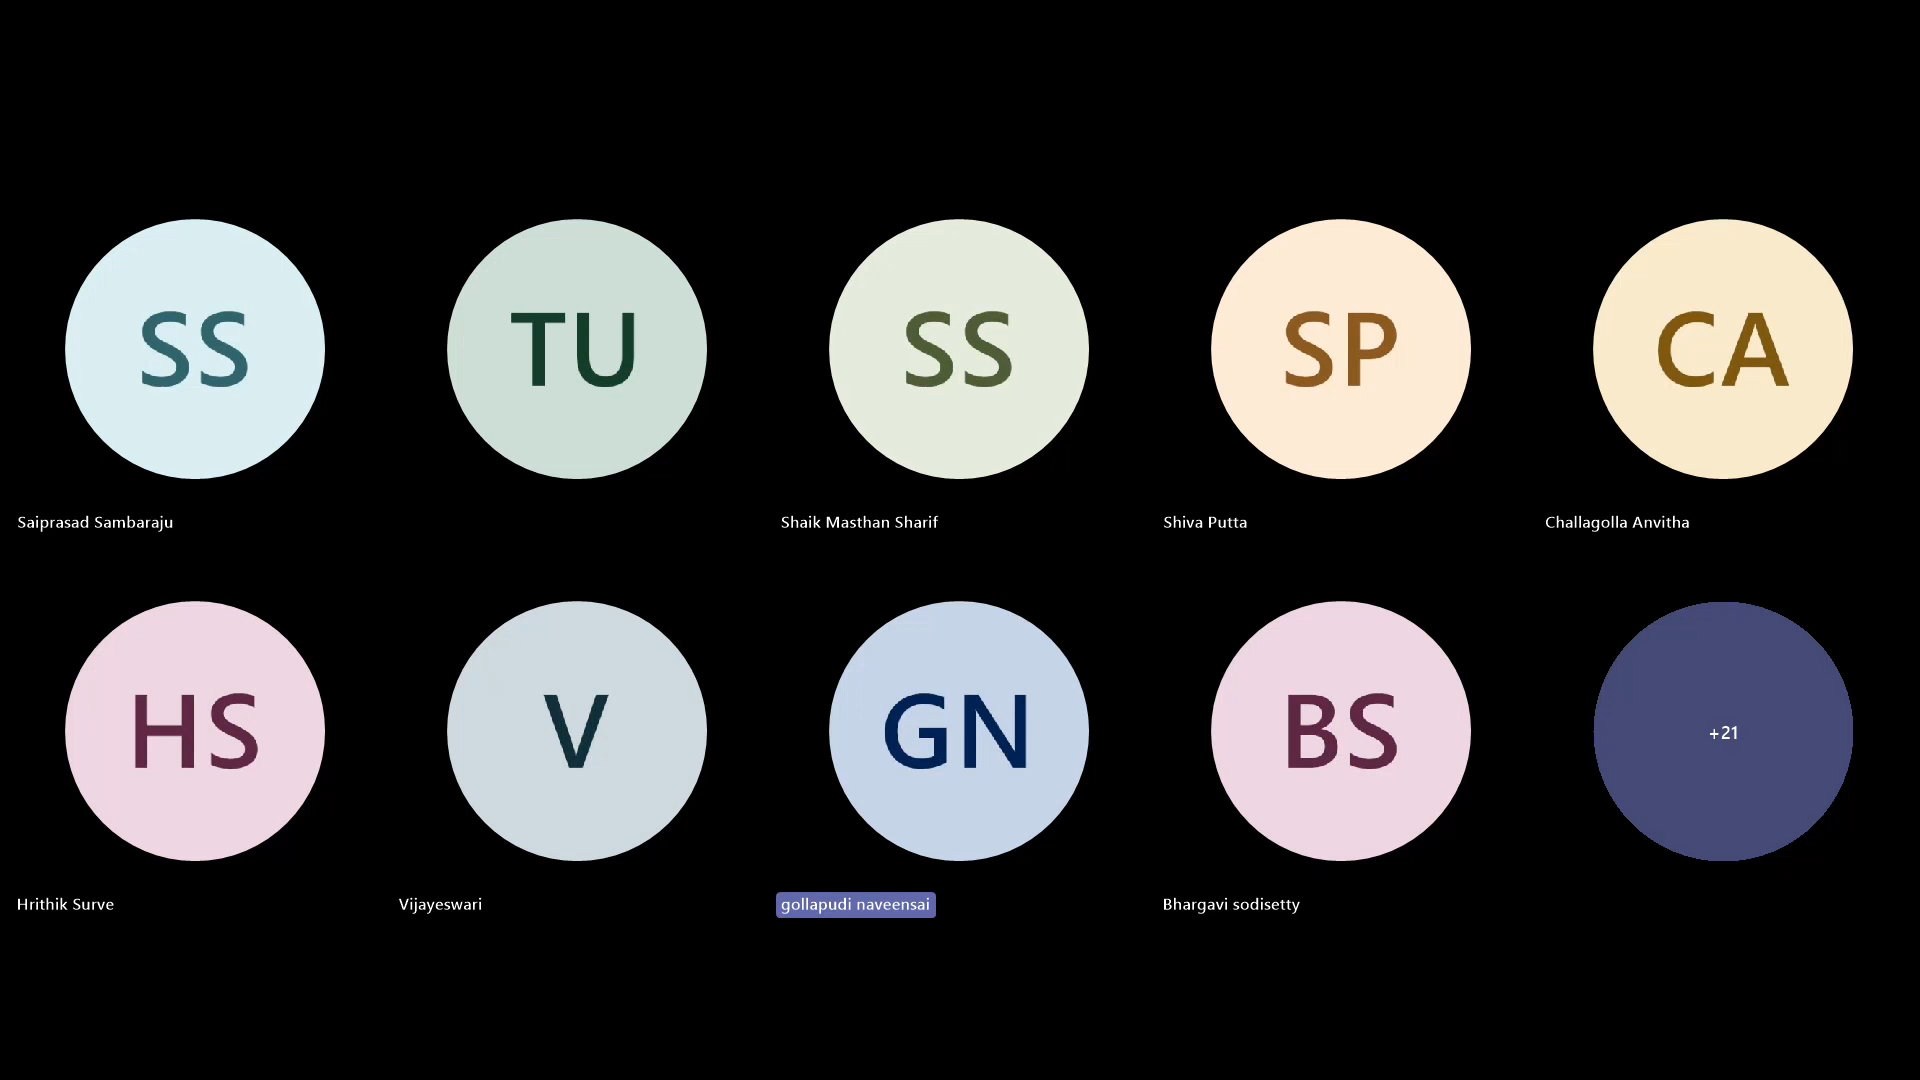 SS
TU
SS
SP
CA
Saiprasad Sambaraju
Shaik Masthan Sharif
Shiva Putta
Challagolla Anvitha
HS
V
GN
BS
+21
Hrithik Surve
Vijayeswari
gollapudi naveensai
Bhargavi sodisetty